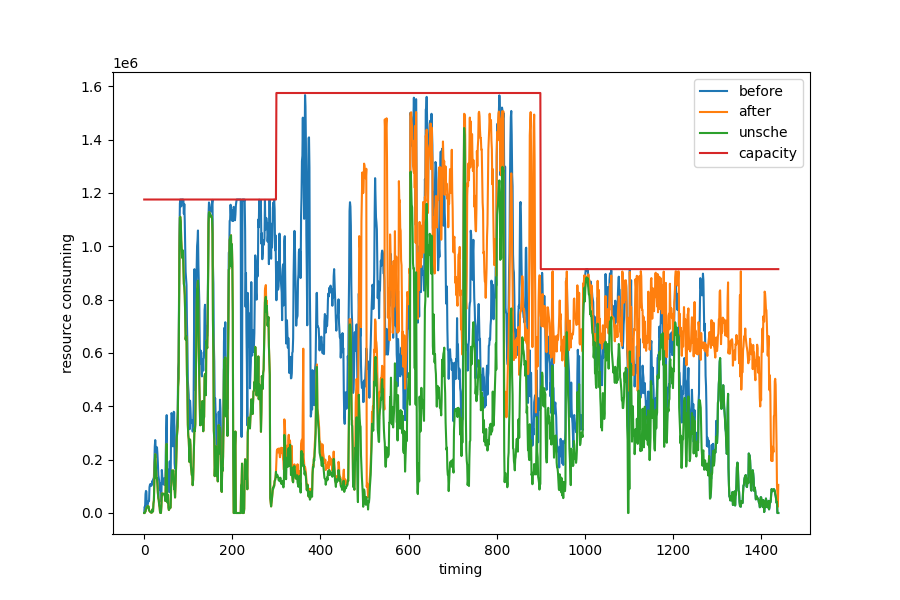 1e6
1.6
1.4
1.2
1.0
0.8
0.6
0.4
0.2
0.0
resource consuming
before
after
unsche
capacity
0 200 400 600 800 1000 1200 1400
timing